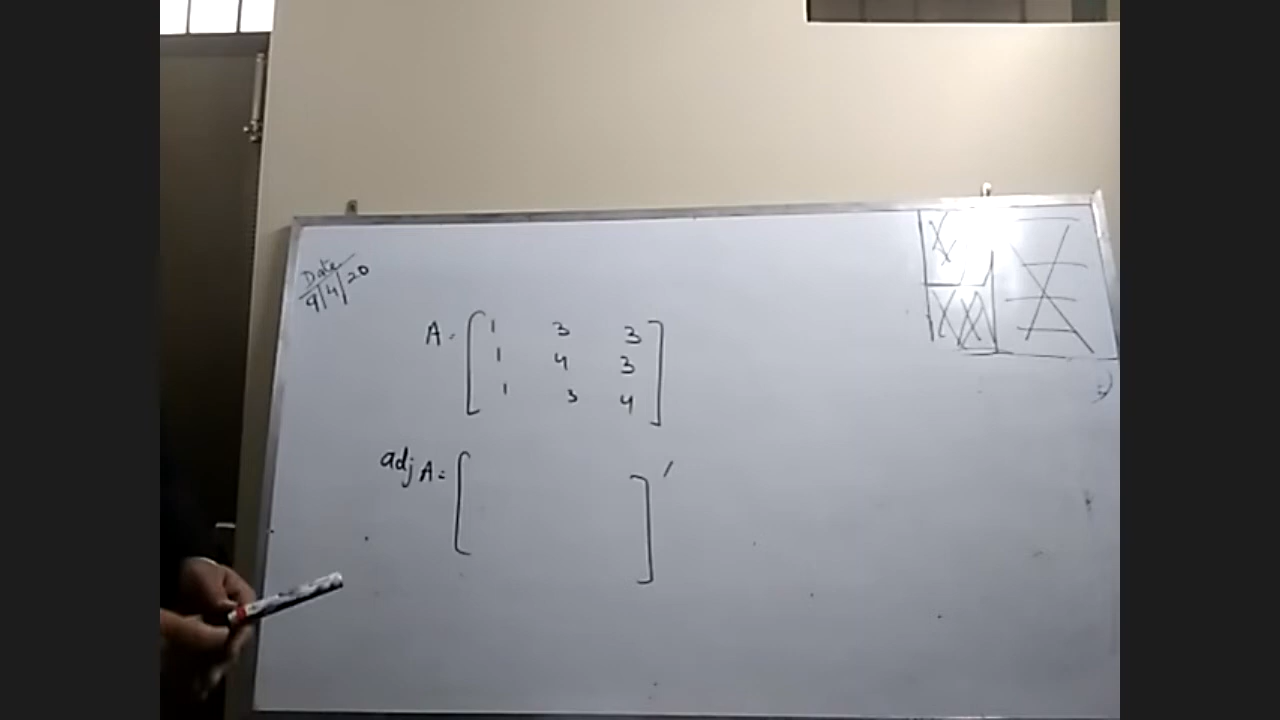 Date
9/4/20
A = [ 1 3 3
1 4 3
1 3 4 ]
adj A = [ ]′